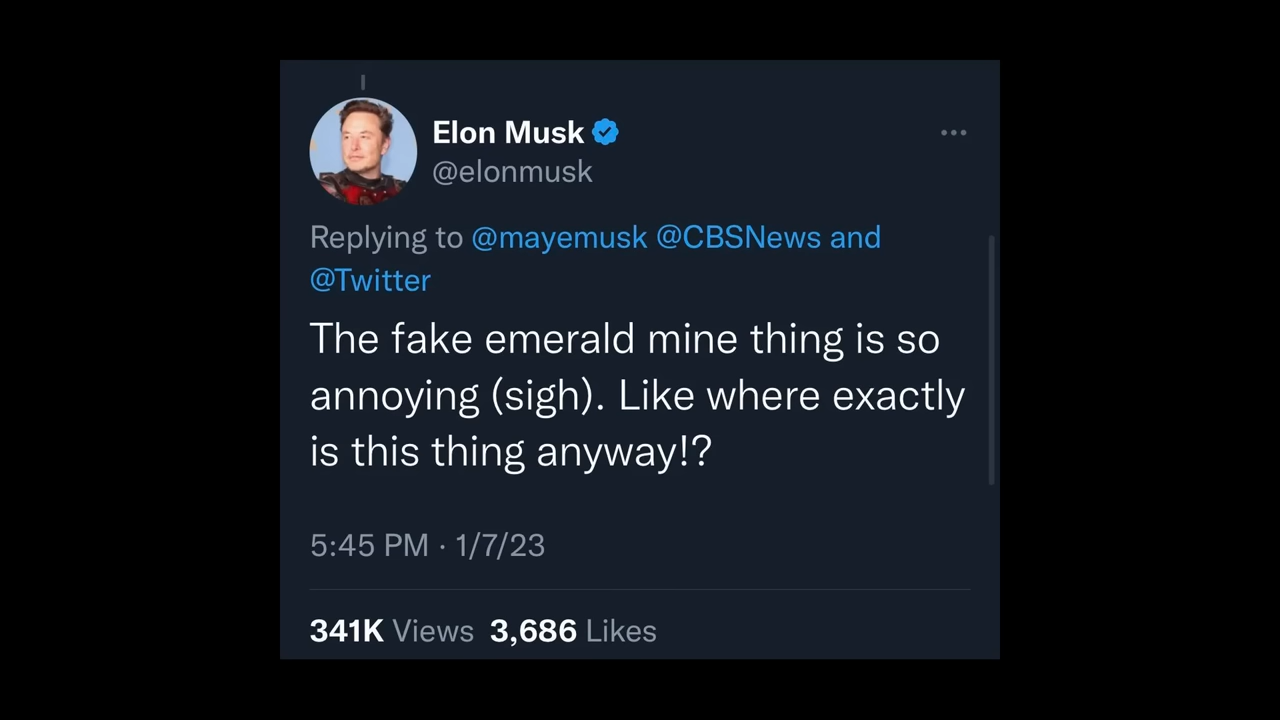 Elon Musk
@elonmusk
Replying to @mayemusk @CBSNews and
@Twitter
The fake emerald mine thing is so
annoying (sigh). Like where exactly
is this thing anyway!?
5:45 PM · 1/7/23
341K Views 3,686 Likes